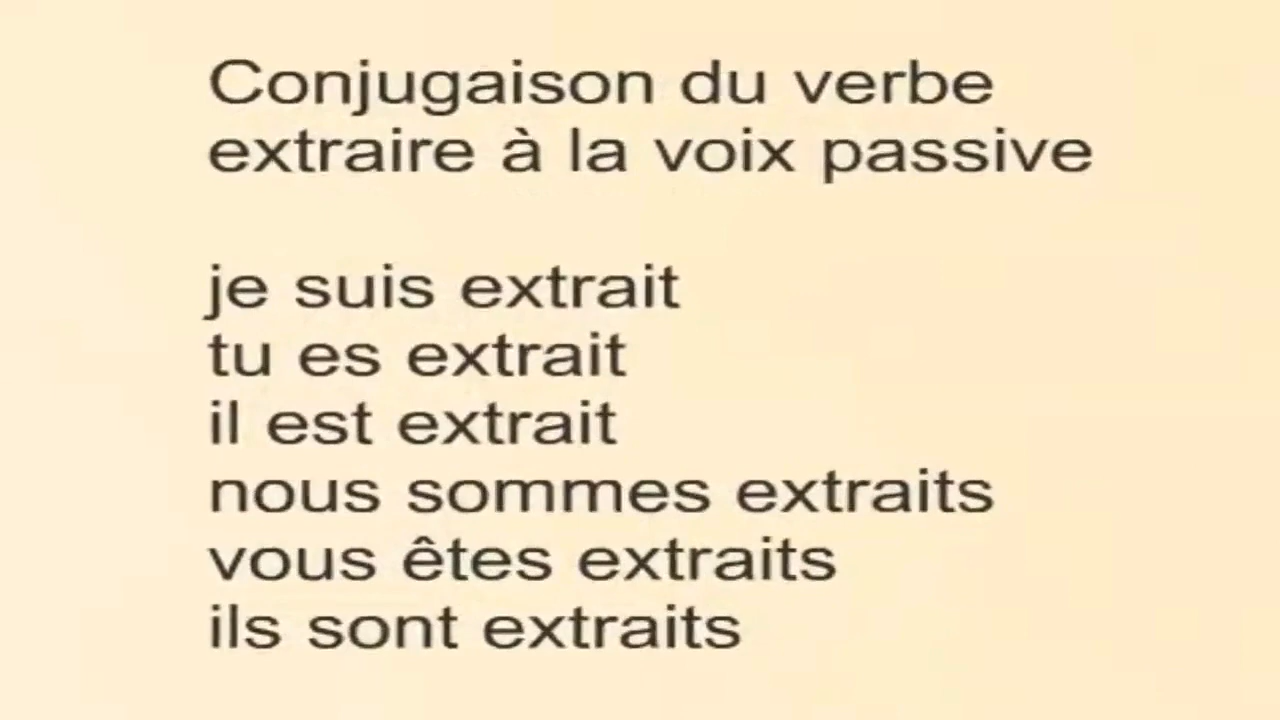 Conjugaison du verbe
extraire à la voix passive
je suis extrait
tu es extrait
il est extrait
nous sommes extraits
vous êtes extraits
ils sont extraits